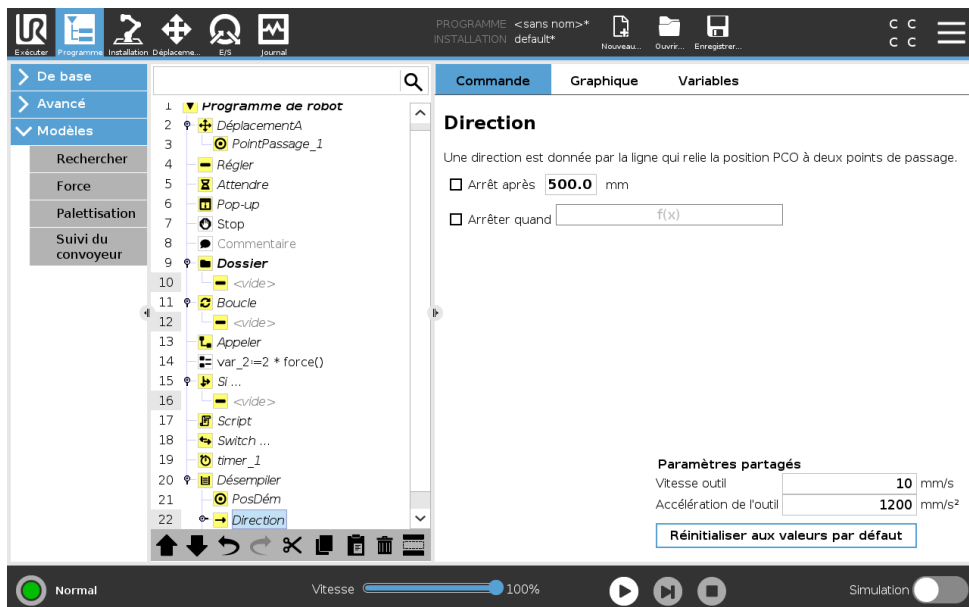 PROGRAMME <sans nom>*
INSTALLATION default*
C C
C C
Exécuter Programme Installation Déplaceme... E/S Journal Nouveau... Ouvrir... Enregistrer...
De base
Avancé
Modèles
Rechercher
Force
Palettisation
Suivi du
convoyeur
1 Programme de robot
2 DéplacementA
3 PointPassage_1
4 Régler
5 Attendre
6 Pop-up
7 Stop
8 Commentaire
9 Dossier
10 <vide>
11 Boucle
12 <vide>
13 Appeler
14 var_2:=2 * force()
15 Si ...
16 <vide>
17 Script
18 Switch ...
19 timer_1
20 Désempiler
21 PosDém
22 Direction
Commande Graphique Variables
Direction
Une direction est donnée par la ligne qui relie la position PCO à deux points de passage.
Arrêt après 500.0 mm
Arrêter quand f(x)
Paramètres partagés
Vitesse outil 10 mm/s
Accélération de l'outil 1200 mm/s²
Réinitialiser aux valeurs par défaut
Normal Vitesse 100% Simulation